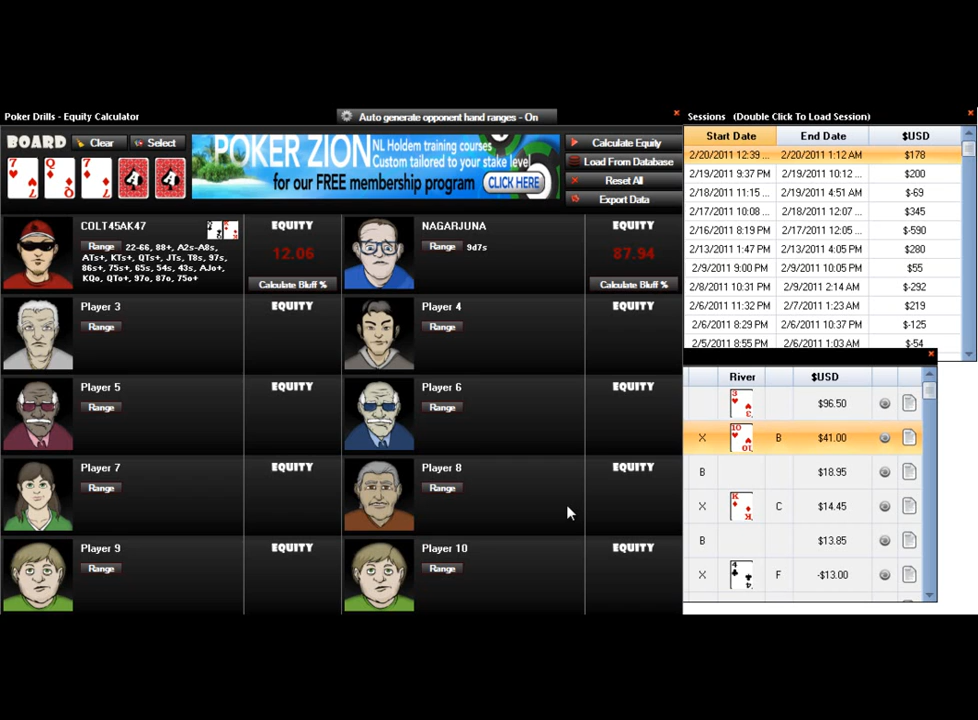 Poker Drills - Equity Calculator
Auto generate opponent hand ranges - On
Sessions (Double Click To Load Session)
BOARD
Clear
Select
POKER ZION
NL Holdem training courses
Custom tailored to your stake level
for our FREE membership program
CLICK HERE
Calculate Equity
Load From Database
Reset All
Export Data
7 Q 7
COLT45AK47
Range
22-66, 88+, A2s-A8s,
ATs+, KTs+, QTs+, JTs, T8s, 97s,
86s+, 75s+, 65s, 54s, 43s, AJo+,
KQo, QTo+, 97o, 87o, 75o+
EQUITY
12.06
Calculate Bluff %
NAGARJUNA
Range
9d7s
EQUITY
87.94
Calculate Bluff %
Player 3
Range
EQUITY
Player 4
Range
EQUITY
Player 5
Range
EQUITY
Player 6
Range
EQUITY
Player 7
Range
EQUITY
Player 8
Range
EQUITY
Player 9
Range
EQUITY
Player 10
Range
EQUITY
Start Date End Date $USD
2/20/2011 12:39 ... 2/20/2011 1:12 AM $178
2/19/2011 9:37 PM 2/19/2011 10:12 ... $200
2/18/2011 11:15 ... 2/19/2011 4:51 AM $-69
2/17/2011 10:08 ... 2/18/2011 12:07 ... $345
2/16/2011 8:19 PM 2/17/2011 12:05 ... $-590
2/13/2011 1:47 PM 2/13/2011 4:05 PM $280
2/9/2011 9:00 PM 2/9/2011 10:05 PM $55
2/8/2011 10:31 PM 2/9/2011 2:14 AM $-292
2/6/2011 11:32 PM 2/7/2011 1:23 AM $219
2/6/2011 8:29 PM 2/6/2011 10:37 PM $-125
2/5/2011 8:55 PM 2/6/2011 1:03 AM $-54
River $USD
3 $96.50
X 10 B $41.00
B $18.95
X K C $14.45
B $13.85
X 4 F -$13.00